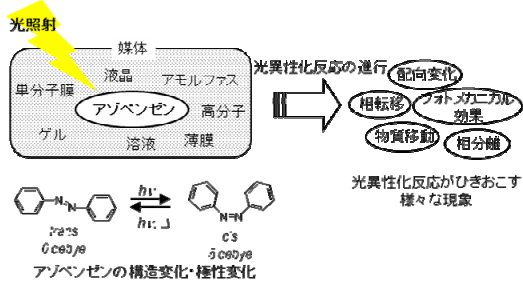 光照射
媒体
液晶
アモルファス
単分子膜
アゾベンゼン
高分子
ゲル
溶液
薄膜
光異性化反応の進行
配向変化
相転移
フォトメカニカル
効果
物質移動
相分離
光異性化反応がひきおこす
様々な現象
hν
hν, Δ
trans
cis
アゾベンゼンの構造変化・極性変化